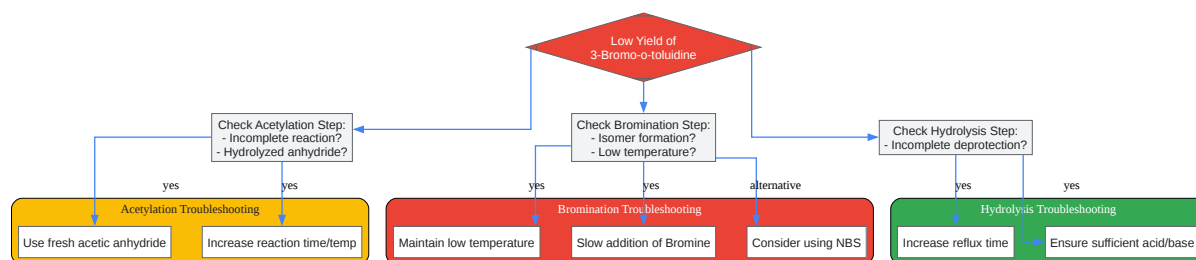 Low Yield of
3-Bromo-o-toluidine
Check Acetylation Step:
- Incomplete reaction?
- Hydrolyzed anhydride?
Check Bromination Step:
- Isomer formation?
- Low temperature?
Check Hydrolysis Step:
- Incomplete deprotection?
yes
yes
yes
yes
alternative
yes
yes
Acetylation Troubleshooting
Bromination Troubleshooting
Hydrolysis Troubleshooting
Use fresh acetic anhydride
Increase reaction time/temp
Maintain low temperature
Slow addition of Bromine
Consider using NBS
Increase reflux time
Ensure sufficient acid/base